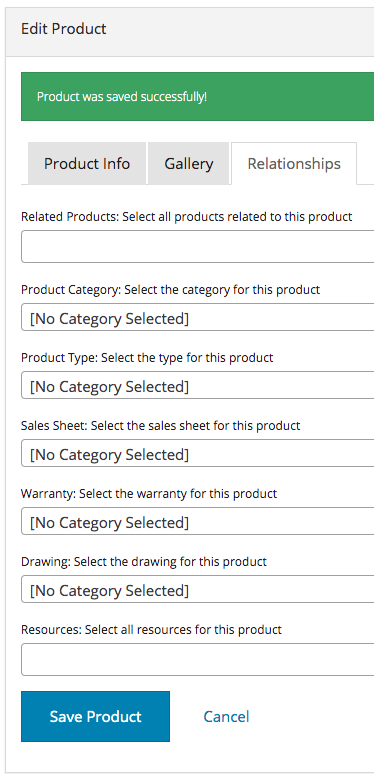 Edit Product
Product was saved successfully!
Product Info Gallery Relationships
Related Products: Select all products related to this product
Product Category: Select the category for this product
[No Category Selected]
Product Type: Select the type for this product
[No Category Selected]
Sales Sheet: Select the sales sheet for this product
[No Category Selected]
Warranty: Select the warranty for this product
[No Category Selected]
Drawing: Select the drawing for this product
[No Category Selected]
Resources: Select all resources for this product
Save Product Cancel